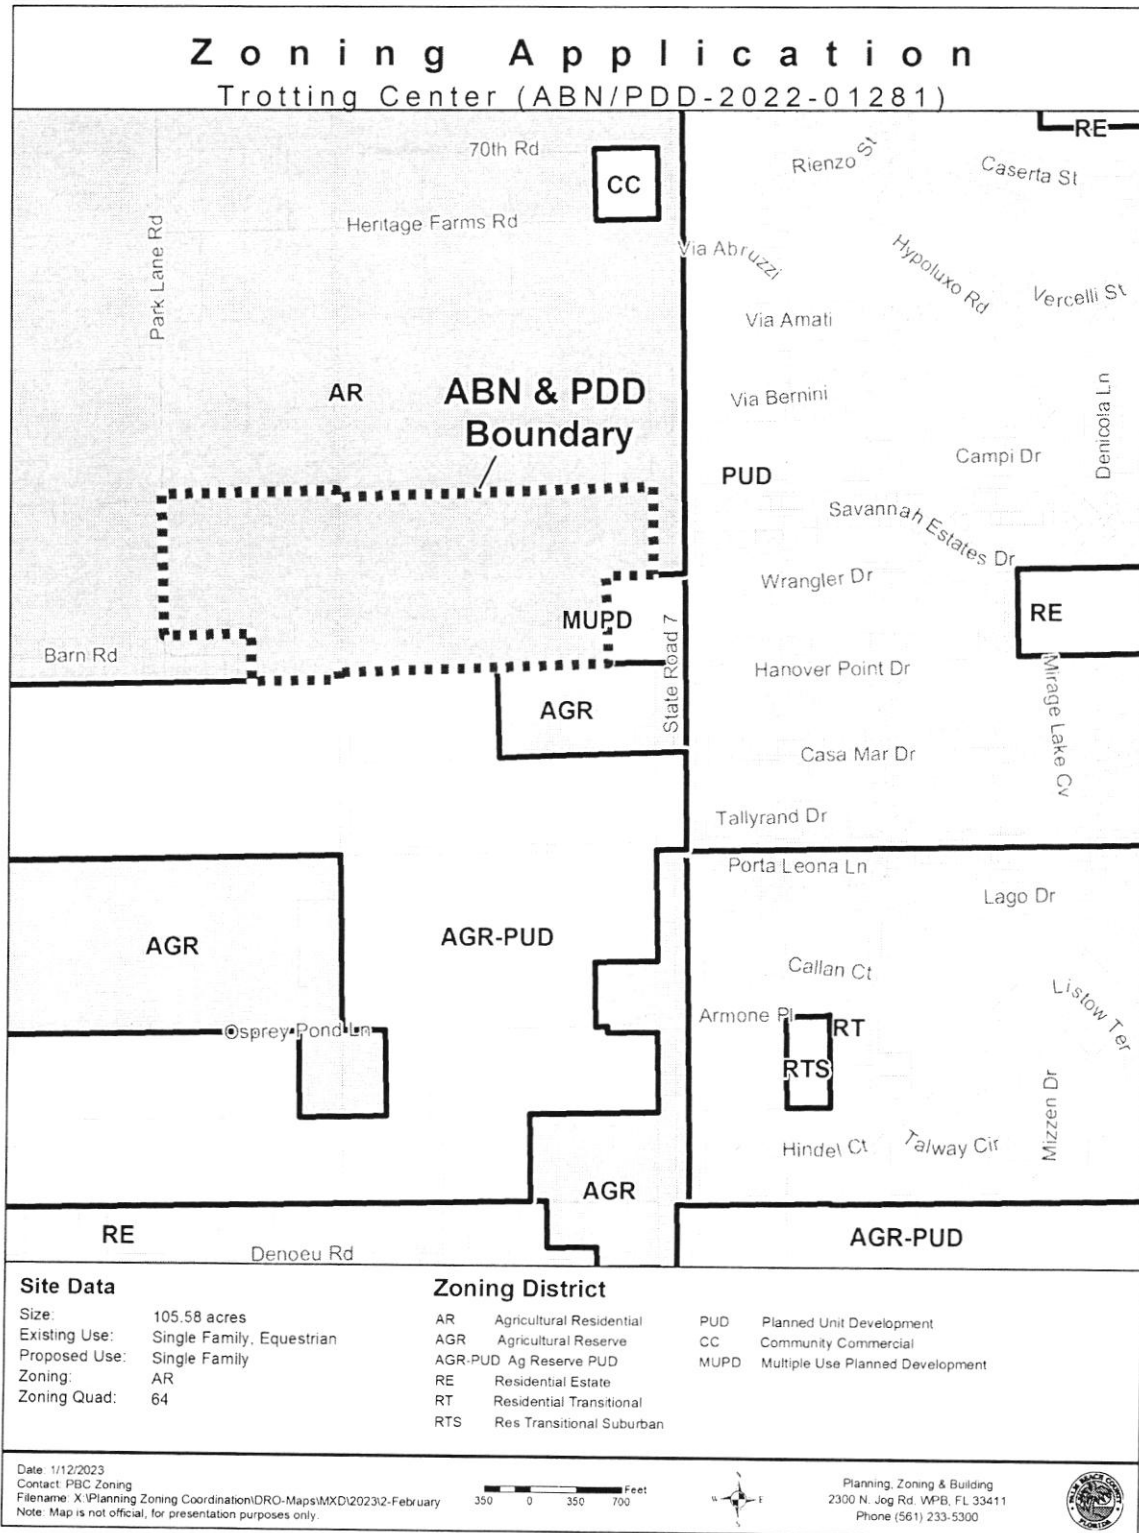 Zoning Application
Trotting Center (ABN/PDD-2022-01281)
RE
70th Rd
CC
Rienzo St
Caserta St
Park Lane Rd
Heritage Farms Rd
Via Abruzzi
Hypoluxo Rd
Vercelli St
Via Amati
AR
ABN & PDD
Boundary
Via Bernini
Denicola Ln
Campi Dr
PUD
Savannah Estates Dr
Wrangler Dr
MUPD
RE
Barn Rd
State Road 7
Hanover Point Dr
Mirage Lake Cv
AGR
Casa Mar Dr
Tallyrand Dr
Porta Leona Ln
Lago Dr
AGR
AGR-PUD
Callan Ct
Listow Ter
Armone Pl
RT
Osprey Pond Ln
RTS
Mizzen Dr
Hindel Ct
Talway Cir
AGR
RE
Denoeu Rd
AGR-PUD
Site Data
Size: 105.58 acres
Existing Use: Single Family, Equestrian
Proposed Use: Single Family
Zoning: AR
Zoning Quad: 64
Zoning District
AR Agricultural Residential
AGR Agricultural Reserve
AGR-PUD Ag Reserve PUD
RE Residential Estate
RT Residential Transitional
RTS Res Transitional Suburban
PUD Planned Unit Development
CC Community Commercial
MUPD Multiple Use Planned Development
Date: 1/12/2023
Contact: PBC Zoning
Filename: X:\Planning Zoning Coordination\DRO-Maps\MXD\2023\2-February
Note: Map is not official, for presentation purposes only.
Feet
350 0 350 700
E
Planning, Zoning & Building
2300 N. Jog Rd. WPB, FL 33411
Phone (561) 233-5300
PALM BEACH COUNTY
FLORIDA